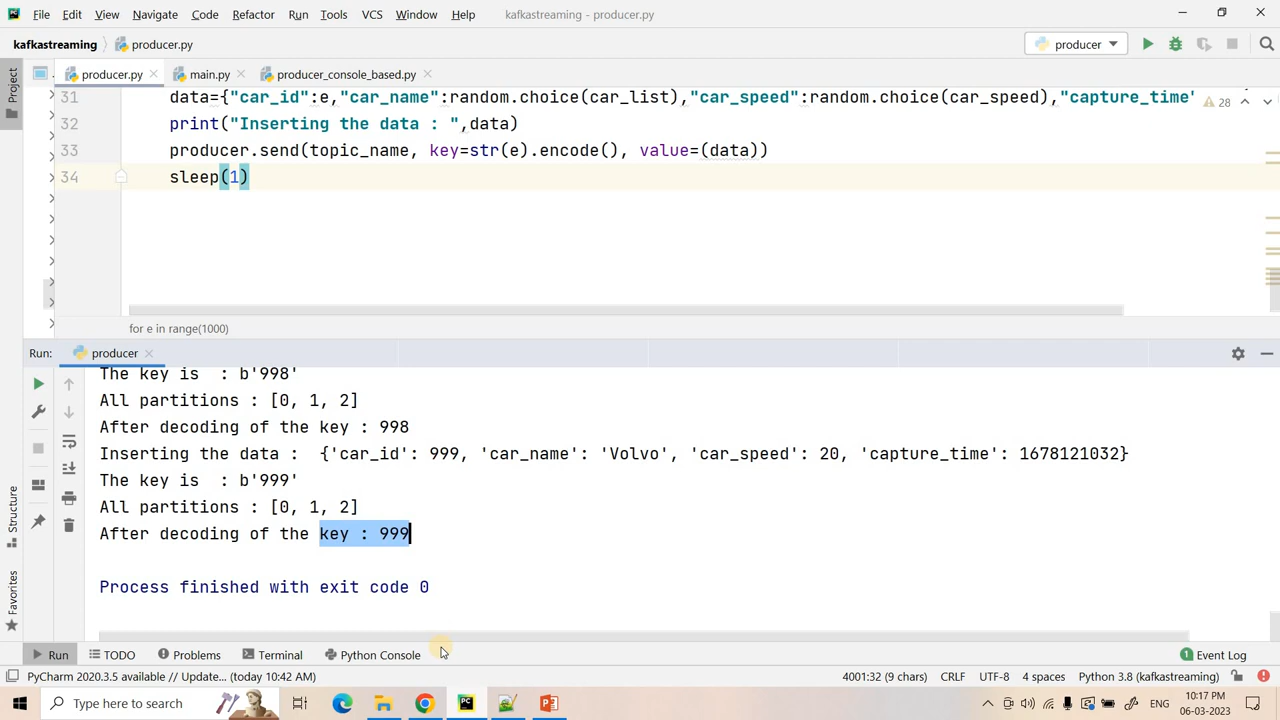 File Edit View Navigate Code Refactor Run Tools VCS Window Help kafkastreaming - producer.py
kafkastreaming producer.py producer
Project
producer.py main.py producer_console_based.py
31 data={"car_id":e,"car_name":random.choice(car_list),"car_speed":random.choice(car_speed),"capture_time" 28
32 print("Inserting the data : ",data)
33 producer.send(topic_name, key=str(e).encode(), value=(data))
34 sleep(1)
for e in range(1000)
Run: producer
The key is  : b'998'
All partitions : [0, 1, 2]
After decoding of the key : 998
Inserting the data :  {'car_id': 999, 'car_name': 'Volvo', 'car_speed': 20, 'capture_time': 1678121032}
The key is  : b'999'
All partitions : [0, 1, 2]
After decoding of the key : 999
Process finished with exit code 0
Structure
Favorites
Run TODO Problems Terminal Python Console 1 Event Log
PyCharm 2020.3.5 available // Update... (today 10:42 AM) 4001:32 (9 chars) CRLF UTF-8 4 spaces Python 3.8 (kafkastreaming)
Type here to search PC P ENG 10:17 PM
06-03-2023